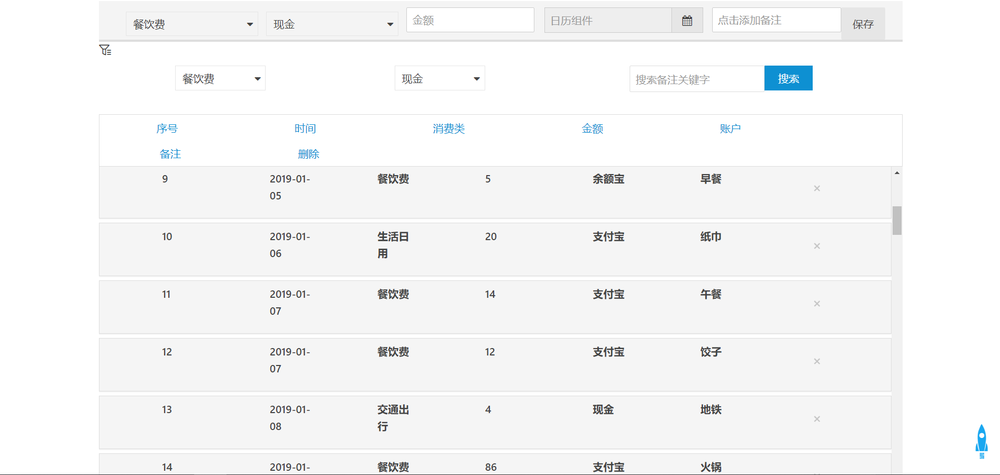 餐饮费 现金 金额 日历组件 点击添加备注 保存
餐饮费 现金 搜索备注关键字 搜索
序号 时间 消费类 金额 账户
备注 删除
9 2019-01- 餐饮费 5 余额宝 早餐 ×
05
10 2019-01- 生活日 20 支付宝 纸巾 ×
06 用
11 2019-01- 餐饮费 14 支付宝 午餐 ×
07
12 2019-01- 餐饮费 12 支付宝 饺子 ×
07
13 2019-01- 交通出 4 现金 地铁 ×
08 行
14 2019-01- 餐饮费 86 支付宝 火锅